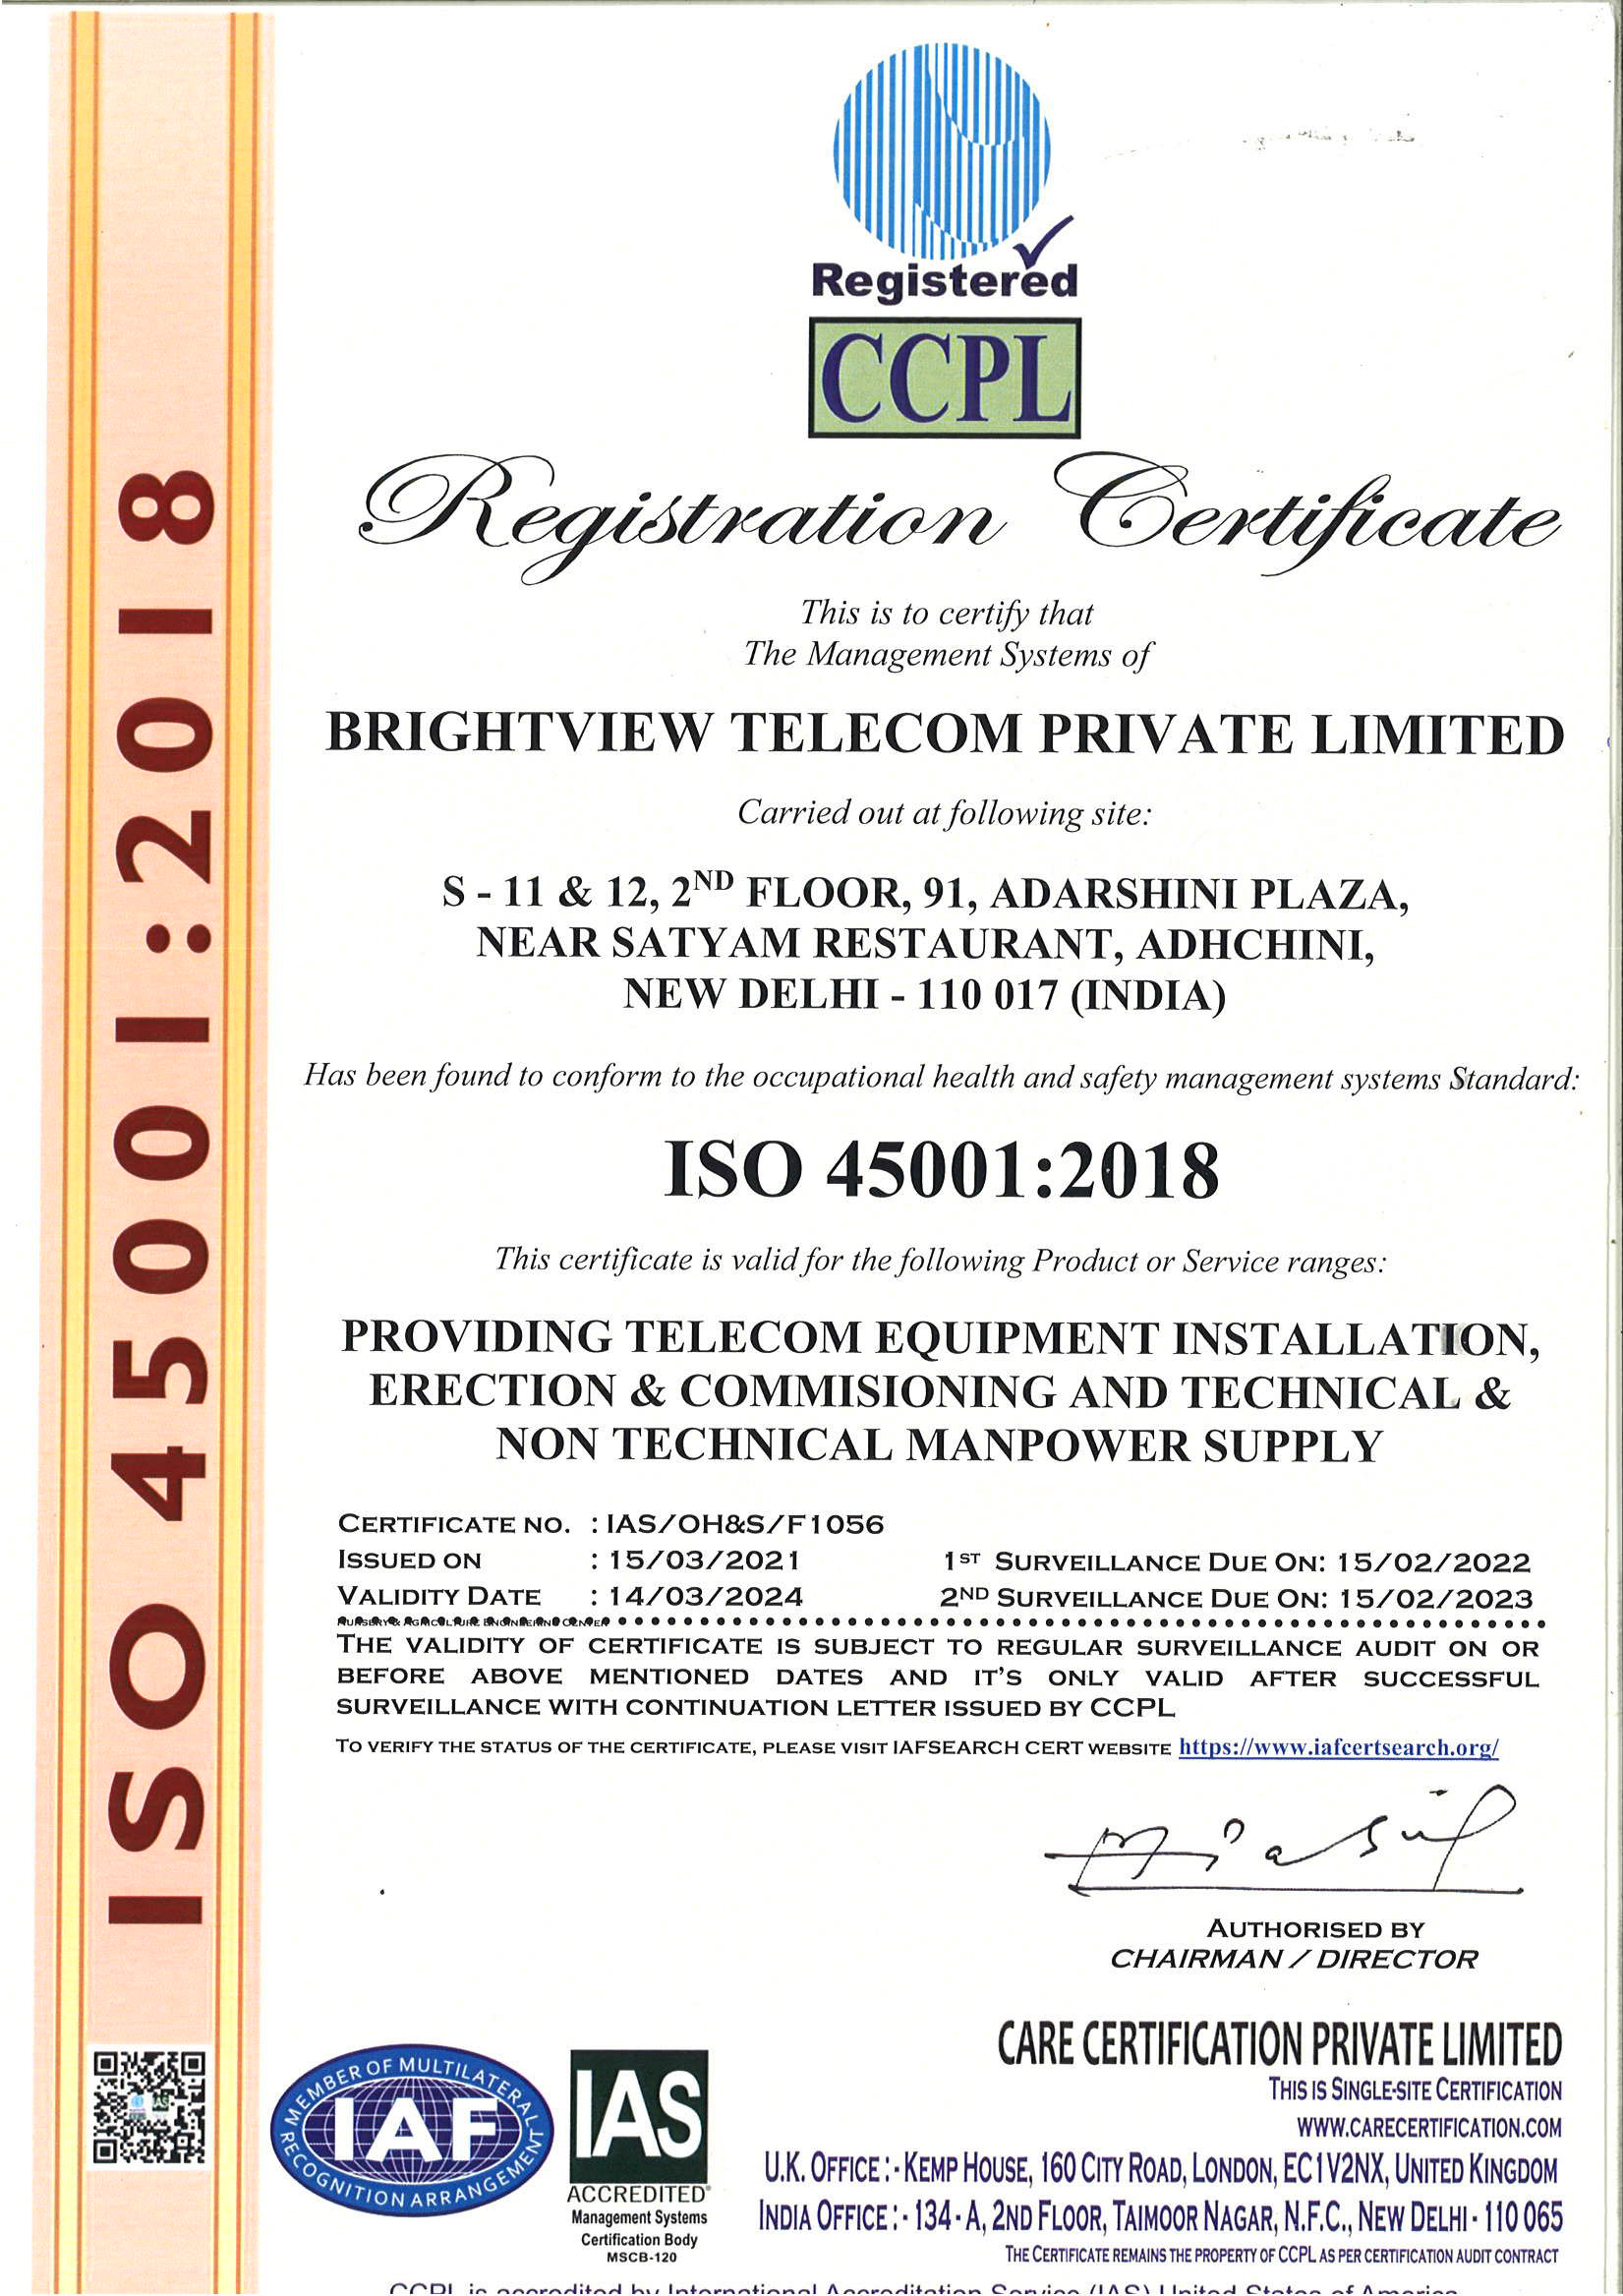 Registered
CCPL
Registration Certificate
This is to certify that
The Management Systems of
BRIGHTVIEW TELECOM PRIVATE LIMITED
Carried out at following site:
S - 11 & 12, 2ND FLOOR, 91, ADARSHINI PLAZA,
NEAR SATYAM RESTAURANT, ADHCHINI,
NEW DELHI - 110 017 (INDIA)
Has been found to conform to the occupational health and safety management systems Standard:
ISO 45001:2018
This certificate is valid for the following Product or Service ranges:
PROVIDING TELECOM EQUIPMENT INSTALLATION,
ERECTION & COMMISIONING AND TECHNICAL &
NON TECHNICAL MANPOWER SUPPLY
CERTIFICATE NO. : IAS/OH&S/F1056
ISSUED ON : 15/03/2021 1ST SURVEILLANCE DUE ON: 15/02/2022
VALIDITY DATE : 14/03/2024 2ND SURVEILLANCE DUE ON: 15/02/2023
NURSERY & AGRICULTURE ENGINEERING CENTER
THE VALIDITY OF CERTIFICATE IS SUBJECT TO REGULAR SURVEILLANCE AUDIT ON OR
BEFORE ABOVE MENTIONED DATES AND IT'S ONLY VALID AFTER SUCCESSFUL
SURVEILLANCE WITH CONTINUATION LETTER ISSUED BY CCPL
TO VERIFY THE STATUS OF THE CERTIFICATE, PLEASE VISIT IAFSEARCH CERT WEBSITE https://www.iafcertsearch.org/
AUTHORISED BY
CHAIRMAN / DIRECTOR
ISO 45001:2018
MEMBER OF MULTILATERAL
IAF
RECOGNITION ARRANGEMENT
IAS
ACCREDITED
Management Systems
Certification Body
MSCB-120
CARE CERTIFICATION PRIVATE LIMITED
THIS IS SINGLE-SITE CERTIFICATION
WWW.CARECERTIFICATION.COM
U.K. OFFICE :- KEMP HOUSE, 160 CITY ROAD, LONDON, EC1V2NX, UNITED KINGDOM
INDIA OFFICE :- 134 - A, 2ND FLOOR, TAIMOOR NAGAR, N.F.C., NEW DELHI - 110 065
THE CERTIFICATE REMAINS THE PROPERTY OF CCPL AS PER CERTIFICATION AUDIT CONTRACT
CCPL is accredited by International Accreditation Service (IAS) United States of America